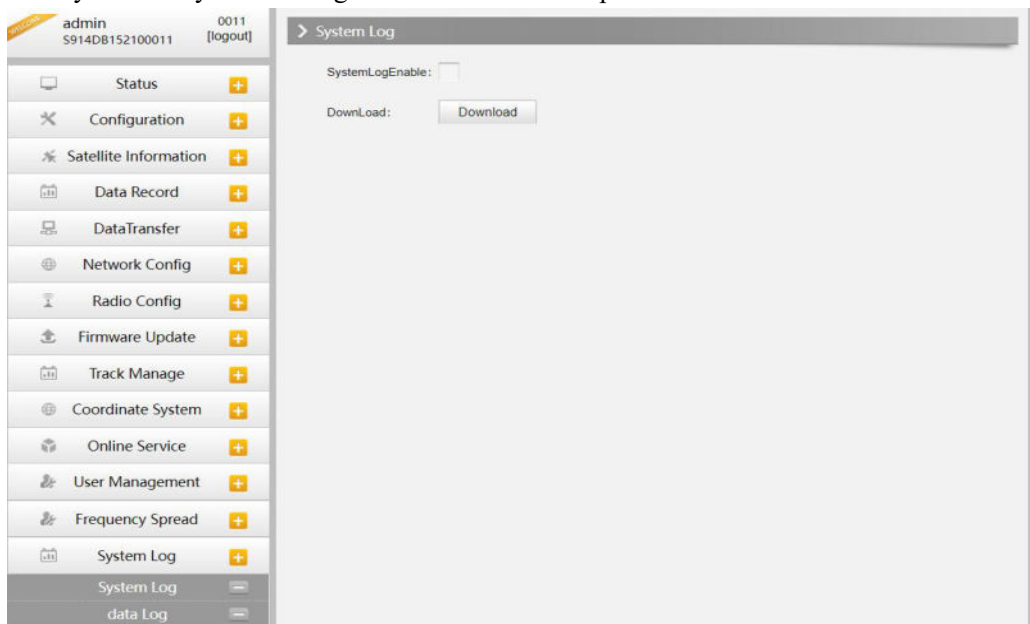 WELCOME
admin 0011
S914DB152100011 [logout]
System Log
SystemLogEnable:
DownLoad: Download
Status
Configuration
Satellite Information
Data Record
DataTransfer
Network Config
Radio Config
Firmware Update
Track Manage
Coordinate System
Online Service
User Management
Frequency Spread
System Log
System Log
data Log